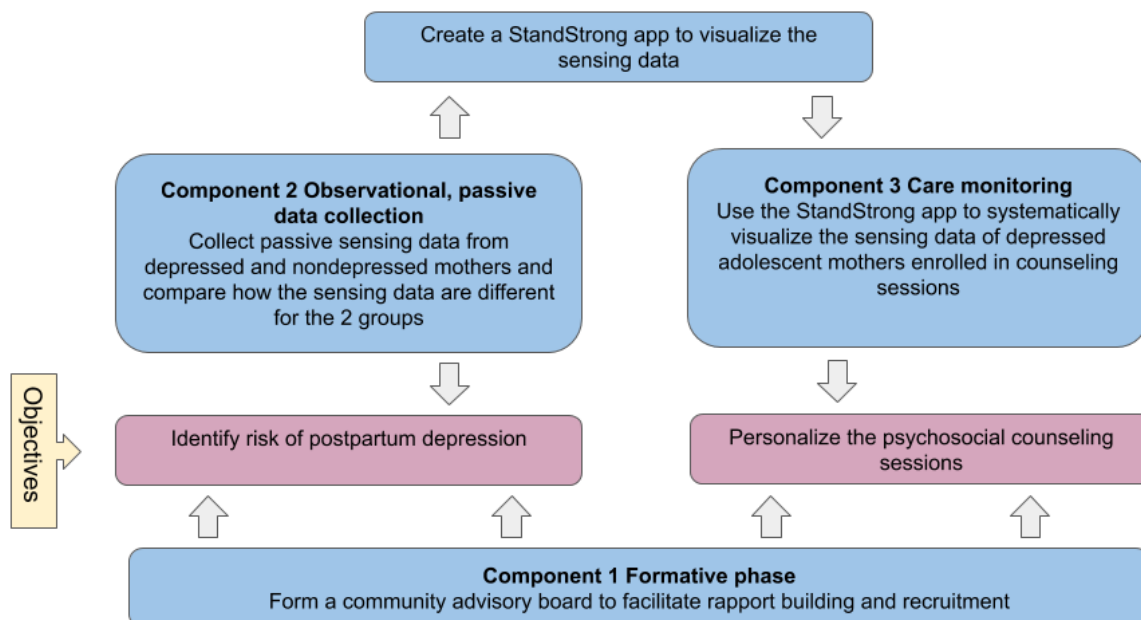 Create a StandStrong app to visualize the
sensing data
Component 2 Observational, passive
data collection
Collect passive sensing data from
depressed and nondepressed mothers and
compare how the sensing data are different
for the 2 groups
Component 3 Care monitoring
Use the StandStrong app to systematically
visualize the sensing data of depressed
adolescent mothers enrolled in counseling
sessions
Objectives
Identify risk of postpartum depression
Personalize the psychosocial counseling
sessions
Component 1 Formative phase
Form a community advisory board to facilitate rapport building and recruitment